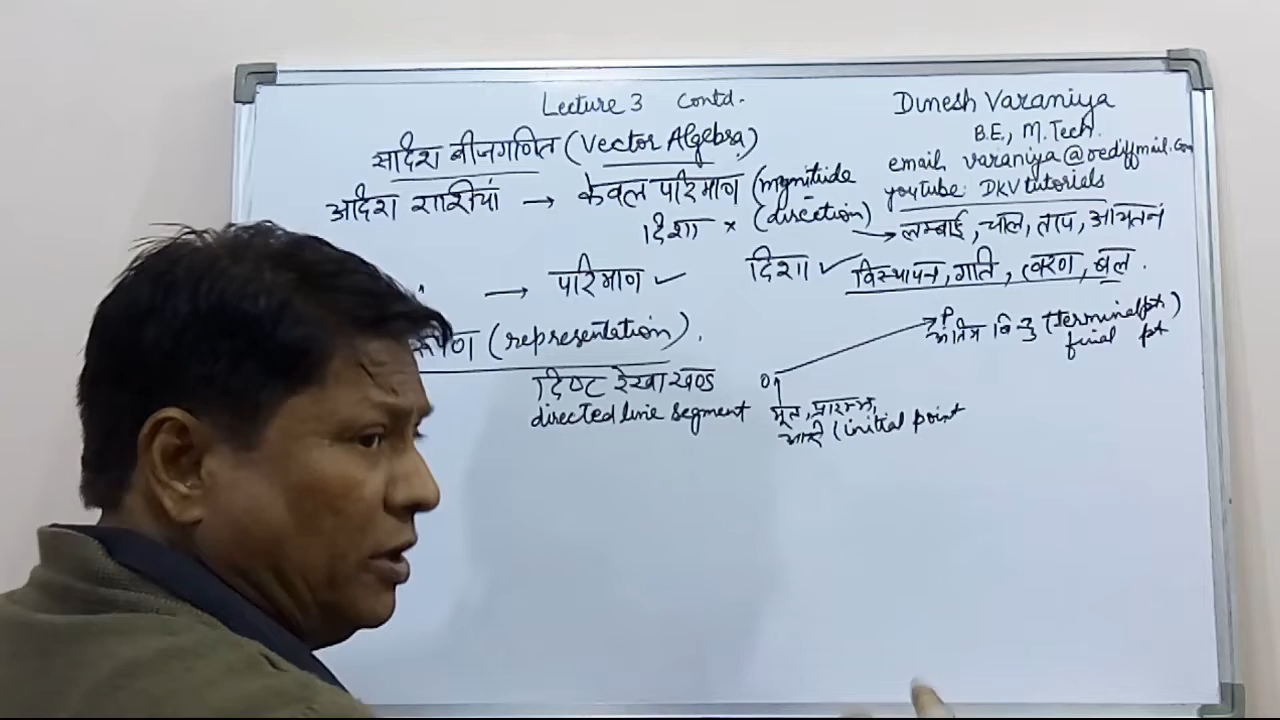 Lecture 3 Contd.
Dinesh Varaniya
B.E., M.Tech.
email varaniya@rediffmail.com
youtube: DKV tutorials
सदिश बीजगणित (Vector Algebra)
अदिश राशियां → केवल परिमाण (mgnitude
दिशा × (direction) → लम्बाई, चाल, ताप, आयतन
→ परिमाण ✓ दिशा ✓ विस्थापन, गति, त्वरण, बल.
(representation).
दिष्ट रेखा खण्ड
directed line segment
O
P
अंतिम बिन्दु (terminal pt)
final pt
मूल, प्रारम्भ,
आदि (initial point